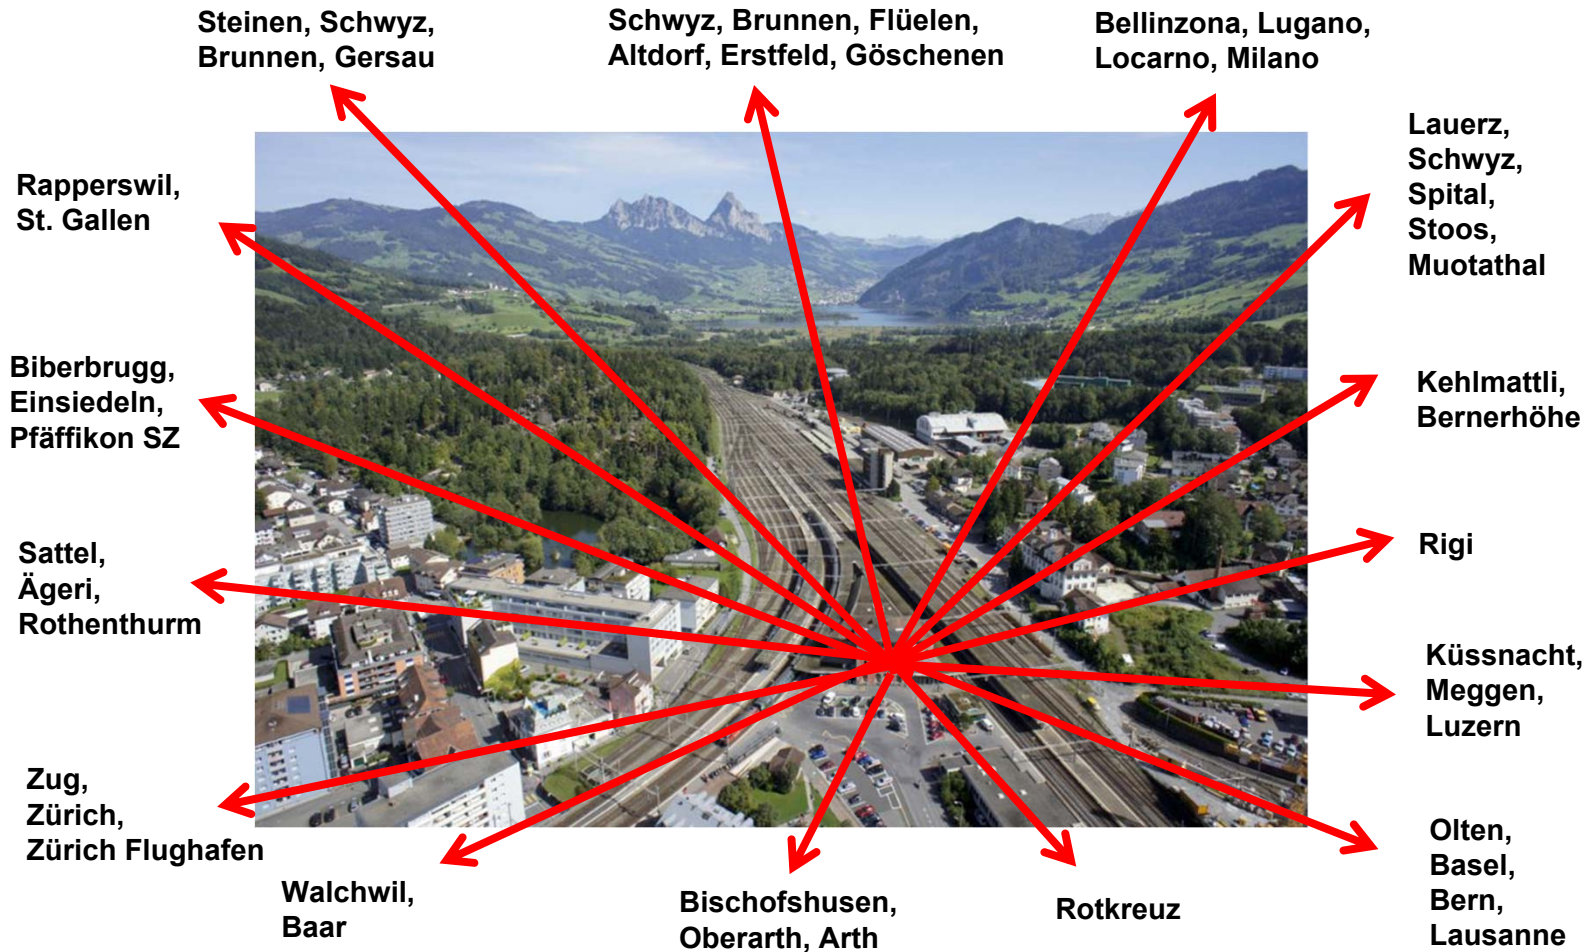 Steinen, Schwyz,
Brunnen, Gersau
Schwyz, Brunnen, Flüelen,
Altdorf, Erstfeld, Göschenen
Bellinzona, Lugano,
Locarno, Milano
Lauerz,
Schwyz,
Spital,
Stoos,
Muotathal
Rapperswil,
St. Gallen
Biberbrugg,
Einsiedeln,
Pfäffikon SZ
Kehlmattli,
Bernerhöhe
Sattel,
Ägeri,
Rothenthurm
Rigi
Küssnacht,
Meggen,
Luzern
Zug,
Zürich,
Zürich Flughafen
Olten,
Basel,
Bern,
Lausanne
Walchwil,
Baar
Bischofshusen,
Oberarth, Arth
Rotkreuz